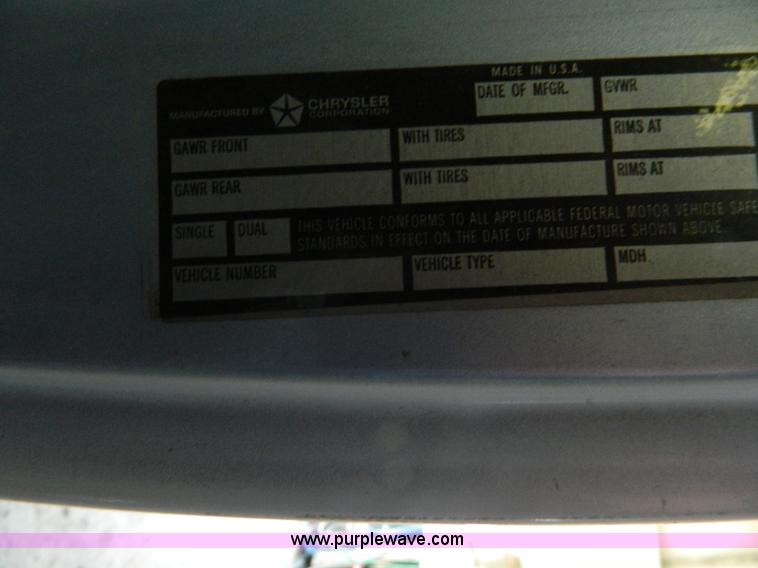 MADE IN U.S.A.
MANUFACTURED BY CHRYSLER CORPORATION
DATE OF MFGR. GVWR
GAWR FRONT WITH TIRES RIMS AT
GAWR REAR WITH TIRES RIMS AT
SINGLE DUAL
THIS VEHICLE CONFORMS TO ALL APPLICABLE FEDERAL MOTOR VEHICLE SAFE
STANDARDS IN EFFECT ON THE DATE OF MANUFACTURE SHOWN ABOVE.
VEHICLE NUMBER VEHICLE TYPE MDH
www.purplewave.com